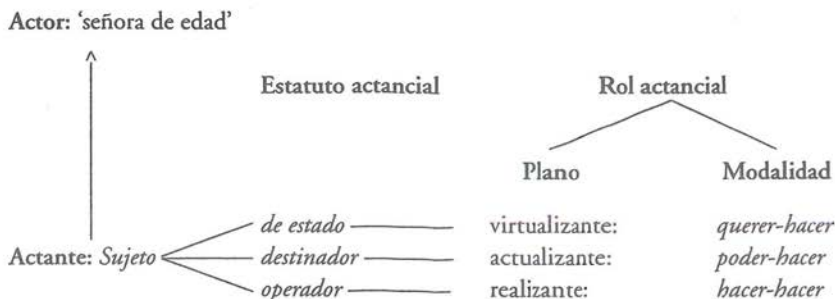 Actor: ‘señora de edad’
Estatuto actancial Rol actancial
Plano Modalidad
de estado virtualizante: querer-hacer
Actante: Sujeto destinador actualizante: poder-hacer
operador realizante: hacer-hacer